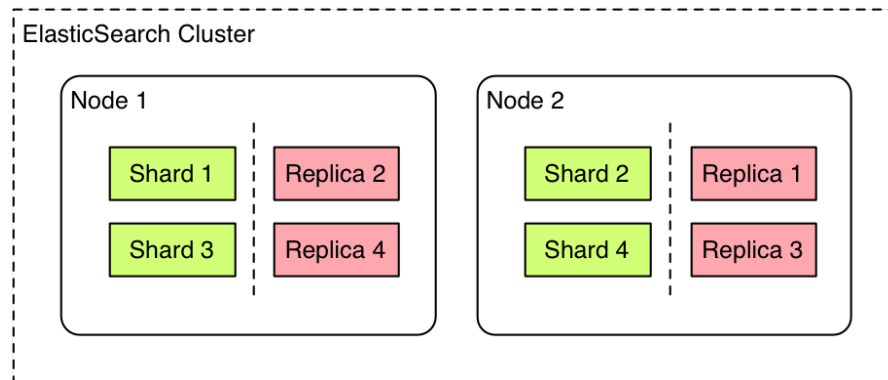 ElasticSearch Cluster
Node 1
Shard 1
Replica 2
Shard 3
Replica 4
Node 2
Shard 2
Replica 1
Shard 4
Replica 3